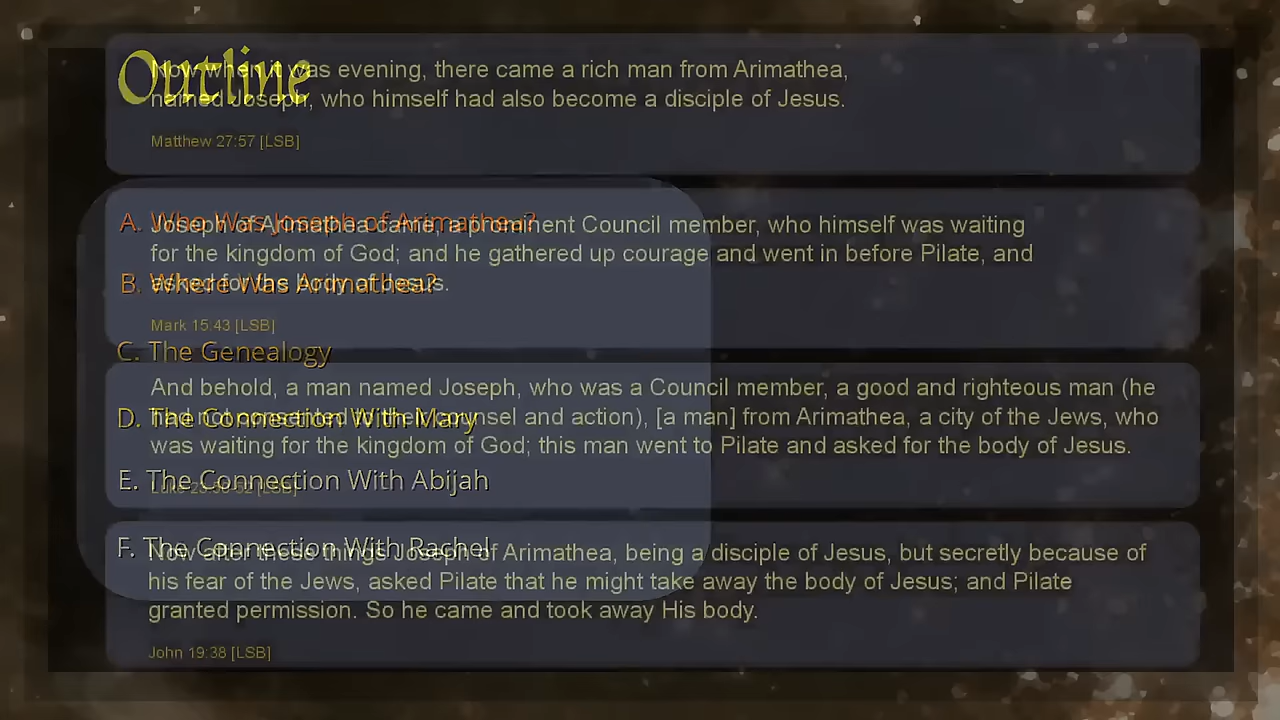 Outline
Now when it was evening, there came a rich man from Arimathea,
named Joseph, who himself had also become a disciple of Jesus.
Matthew 27:57 [LSB]
A. Who Was Joseph of Arimathea?
Joseph of Arimathea came, a prominent Council member, who himself was waiting
for the kingdom of God; and he gathered up courage and went in before Pilate, and
asked for the body of Jesus.
B. Where Was Arimathea?
Mark 15:43 [LSB]
C. The Genealogy
And behold, a man named Joseph, who was a Council member, a good and righteous man (he
had not consented to their counsel and action), [a man] from Arimathea, a city of the Jews, who
D. The Connection With Mary
was waiting for the kingdom of God; this man went to Pilate and asked for the body of Jesus.
E. The Connection With Abijah
Luke [LSB]
F. The Connection With Rachel
Now after these things Joseph of Arimathea, being a disciple of Jesus, but secretly because of
his fear of the Jews, asked Pilate that he might take away the body of Jesus; and Pilate
granted permission. So he came and took away His body.
John 19:38 [LSB]